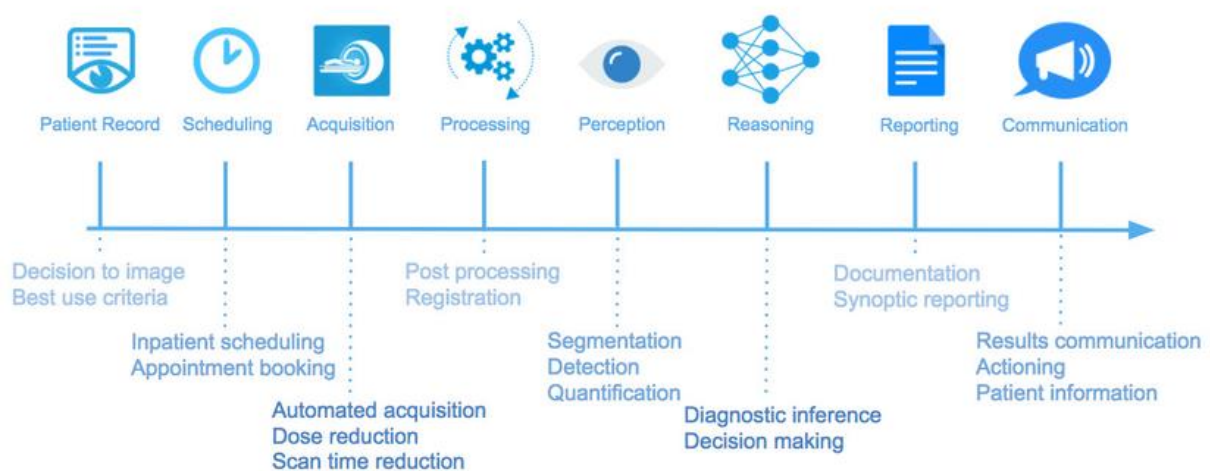 Patient Record
Scheduling
Acquisition
Processing
Perception
Reasoning
Reporting
Communication
Decision to image
Best use criteria
Inpatient scheduling
Appointment booking
Automated acquisition
Dose reduction
Scan time reduction
Post processing
Registration
Segmentation
Detection
Quantification
Diagnostic inference
Decision making
Documentation
Synoptic reporting
Results communication
Actioning
Patient information